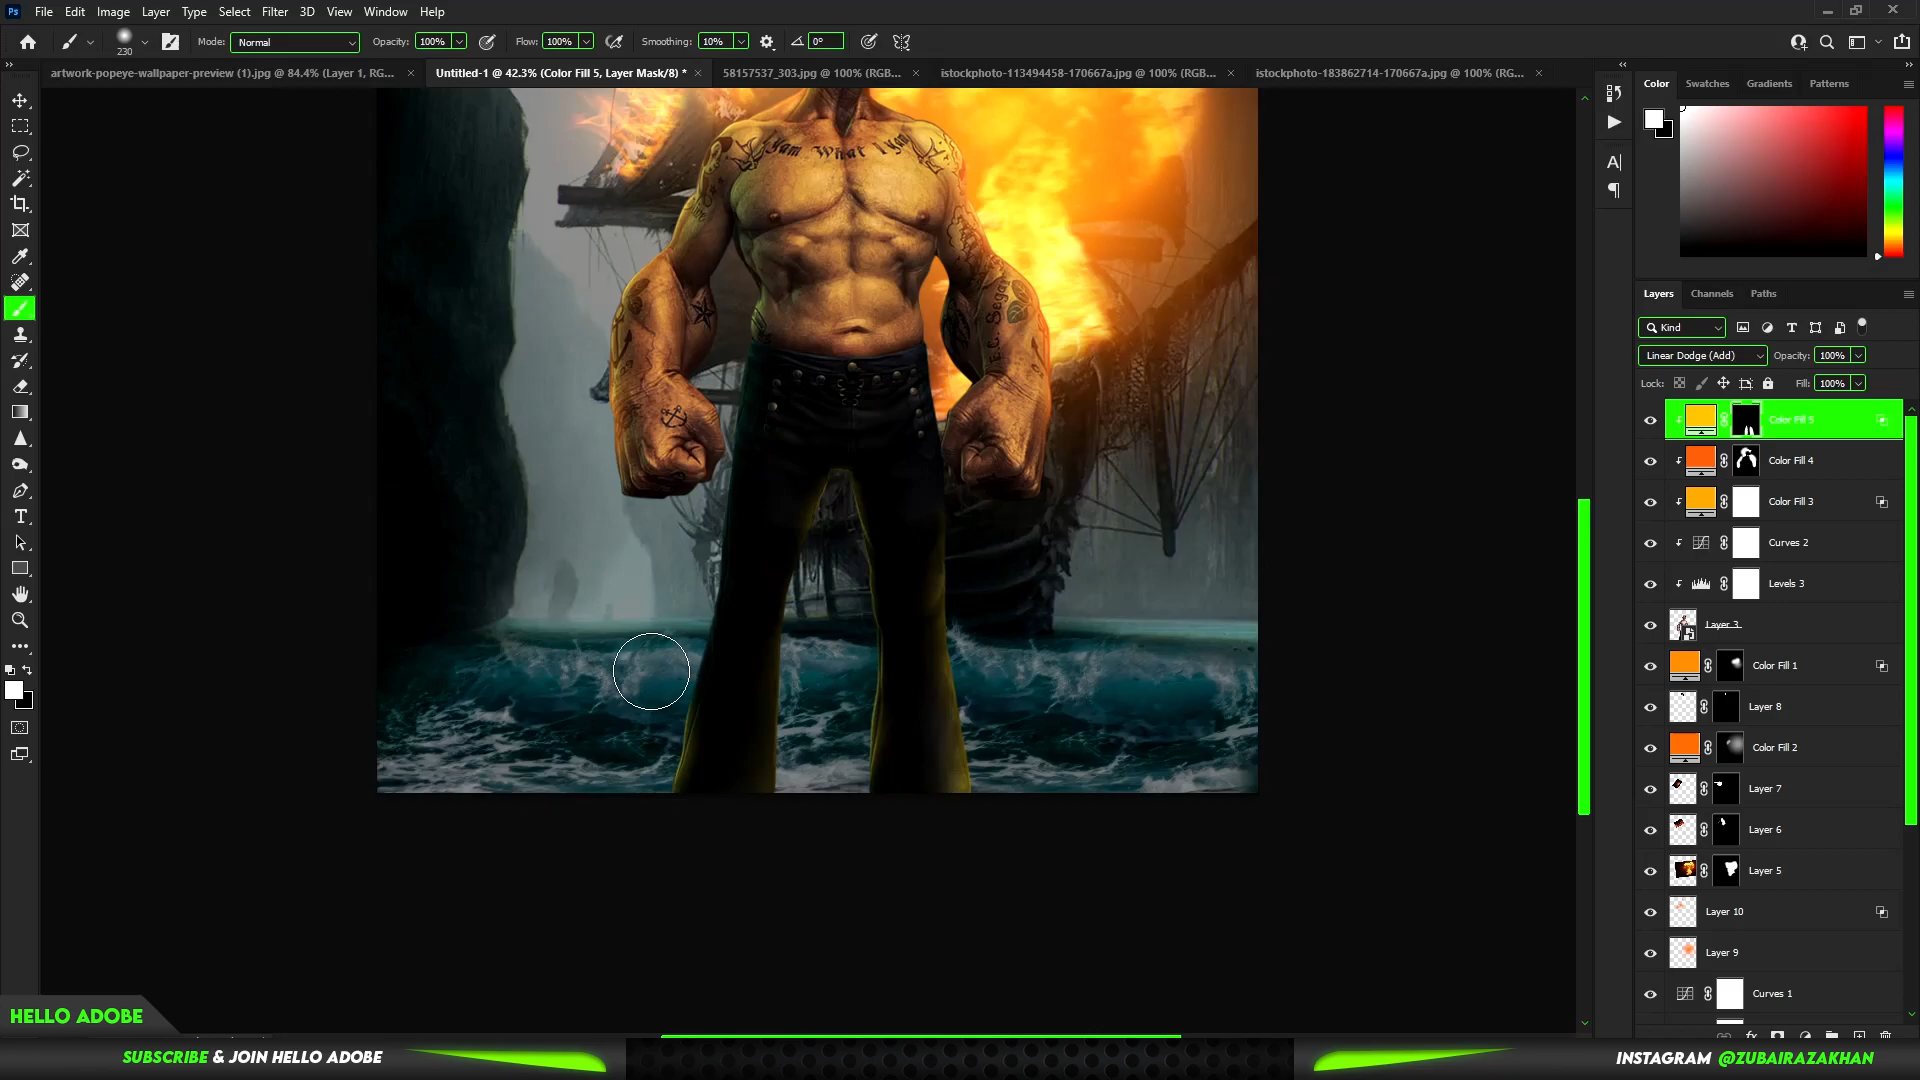 Ps File Edit Image Layer Type Select Filter 3D View Window Help
230 Mode: Normal Opacity: 100% Flow: 100% Smoothing: 10% 0°
artwork-popeye-wallpaper-preview (1).jpg @ 84.4% (Layer 1, RG... × Untitled-1 @ 42.3% (Color Fill 5, Layer Mask/8) * × 58157537_303.jpg @ 100% (RGB... × istockphoto-113494458-170667a.jpg @ 100% (RGB... × istockphoto-183862714-170667a.jpg @ 100% (RG... ×
Color Swatches Gradients Patterns
Layers Channels Paths
Kind
Linear Dodge (Add) Opacity: 100%
Lock: Fill: 100%
Color Fill 5
Color Fill 4
Color Fill 3
Curves 2
Levels 3
Layer 3
Color Fill 1
Layer 8
Color Fill 2
Layer 7
Layer 6
Layer 5
Layer 10
Layer 9
Curves 1
HELLO ADOBE
SUBSCRIBE & JOIN HELLO ADOBE
INSTAGRAM @ZUBAIRAZAKHAN